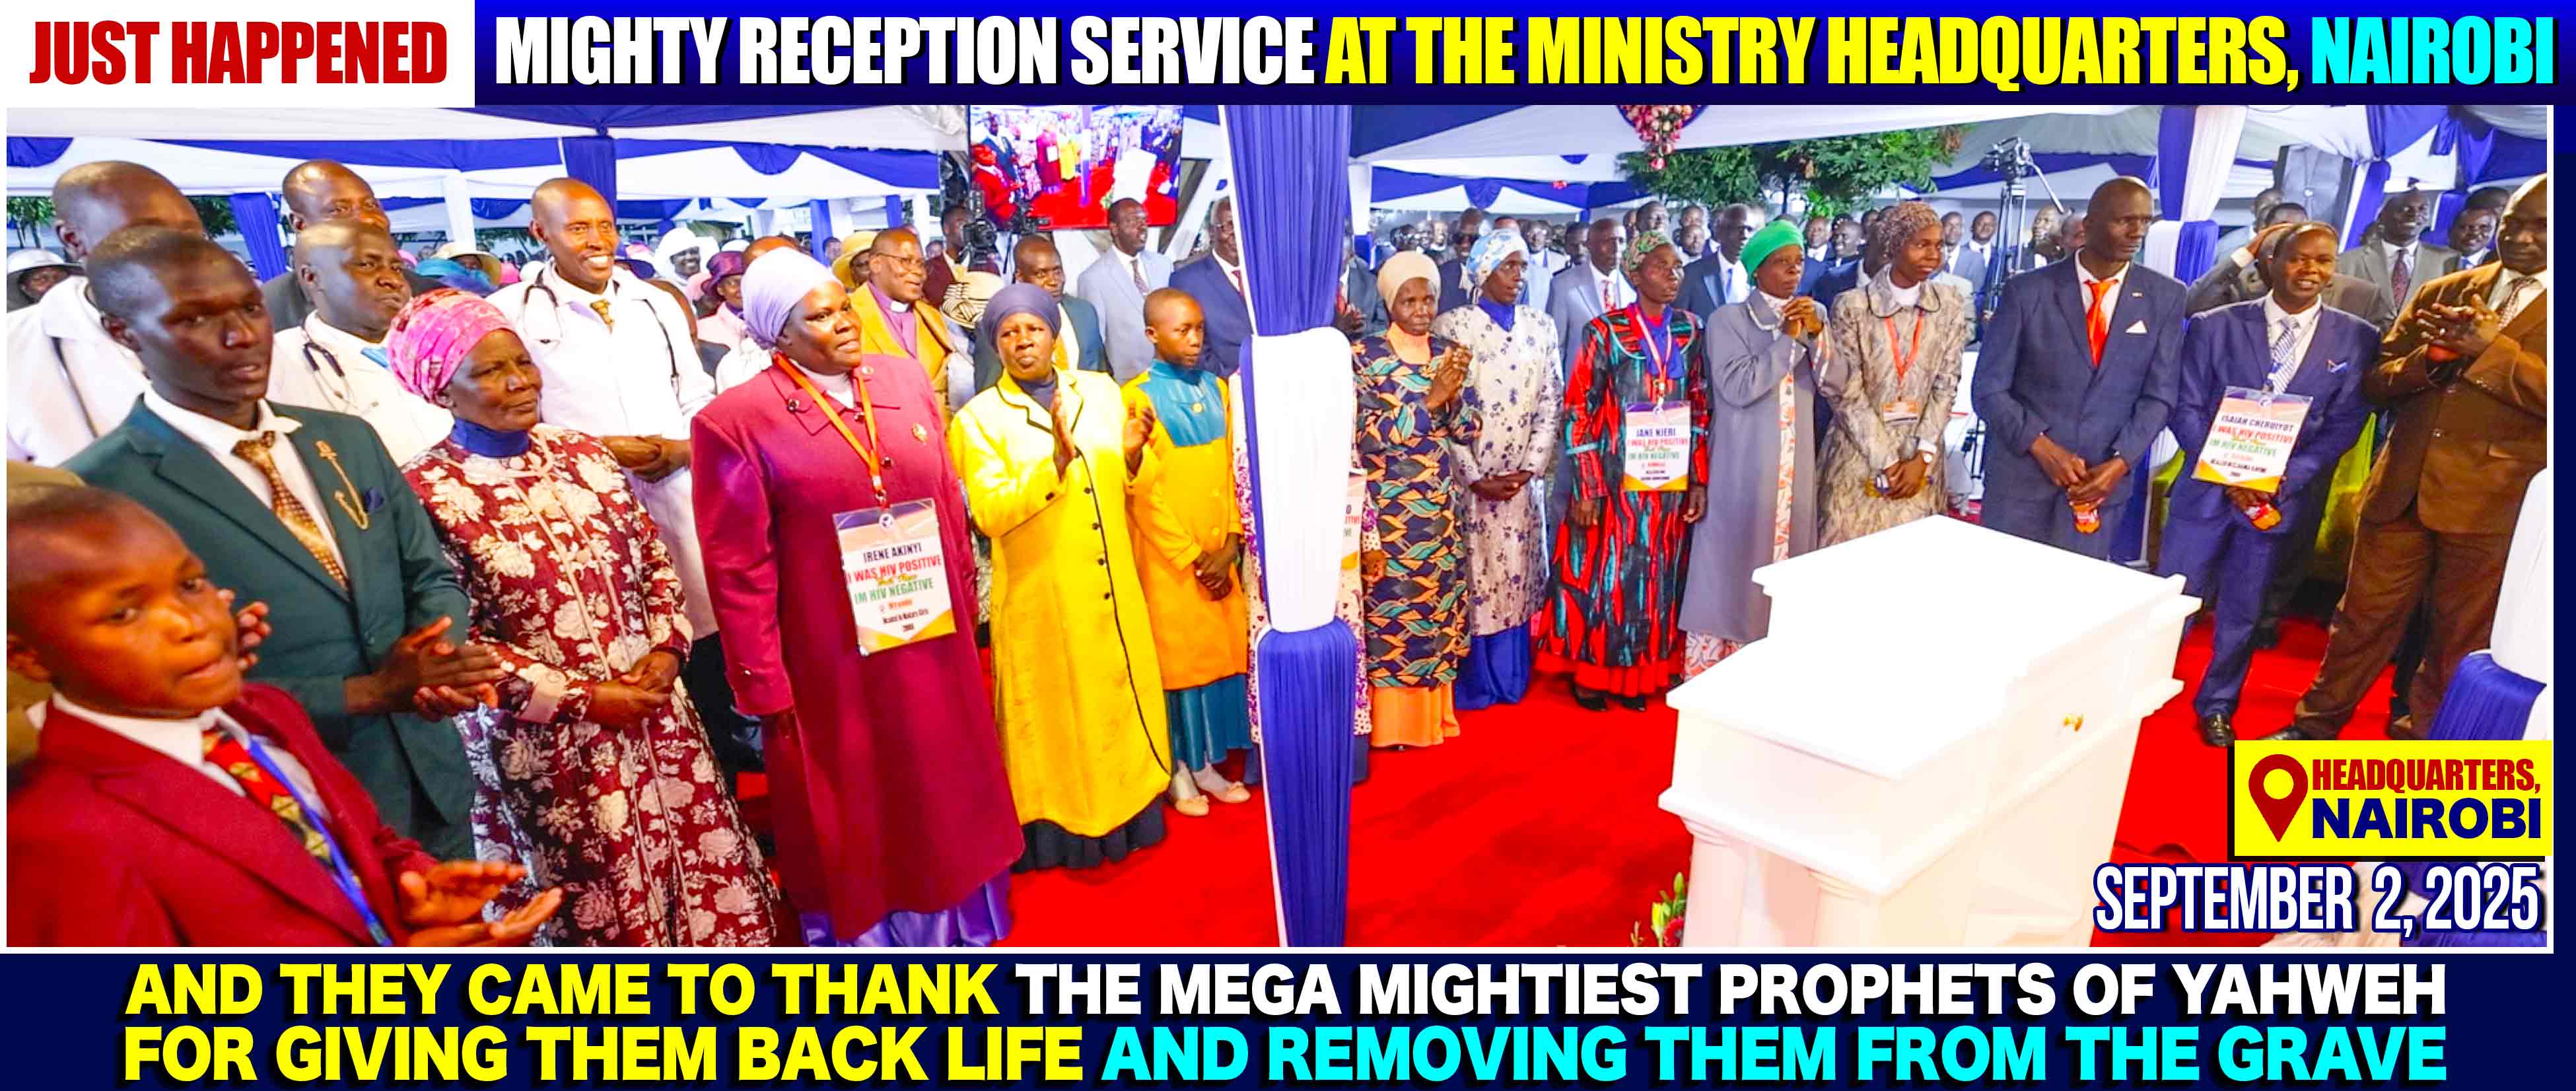 JUST HAPPENED MIGHTY RECEPTION SERVICE AT THE MINISTRY HEADQUARTERS, NAIROBI
IRENE AKINYI
I WAS HIV POSITIVE
IM HIV NEGATIVE
2005
JANE NJERI
I WAS HIV POSITIVE
IM HIV NEGATIVE
ISAIAH CHERUIYOT
I WAS HIV POSITIVE
IM HIV NEGATIVE
HEADQUARTERS,
NAIROBI
SEPTEMBER 2, 2025
AND THEY CAME TO THANK THE MEGA MIGHTIEST PROPHETS OF YAHWEH
FOR GIVING THEM BACK LIFE AND REMOVING THEM FROM THE GRAVE